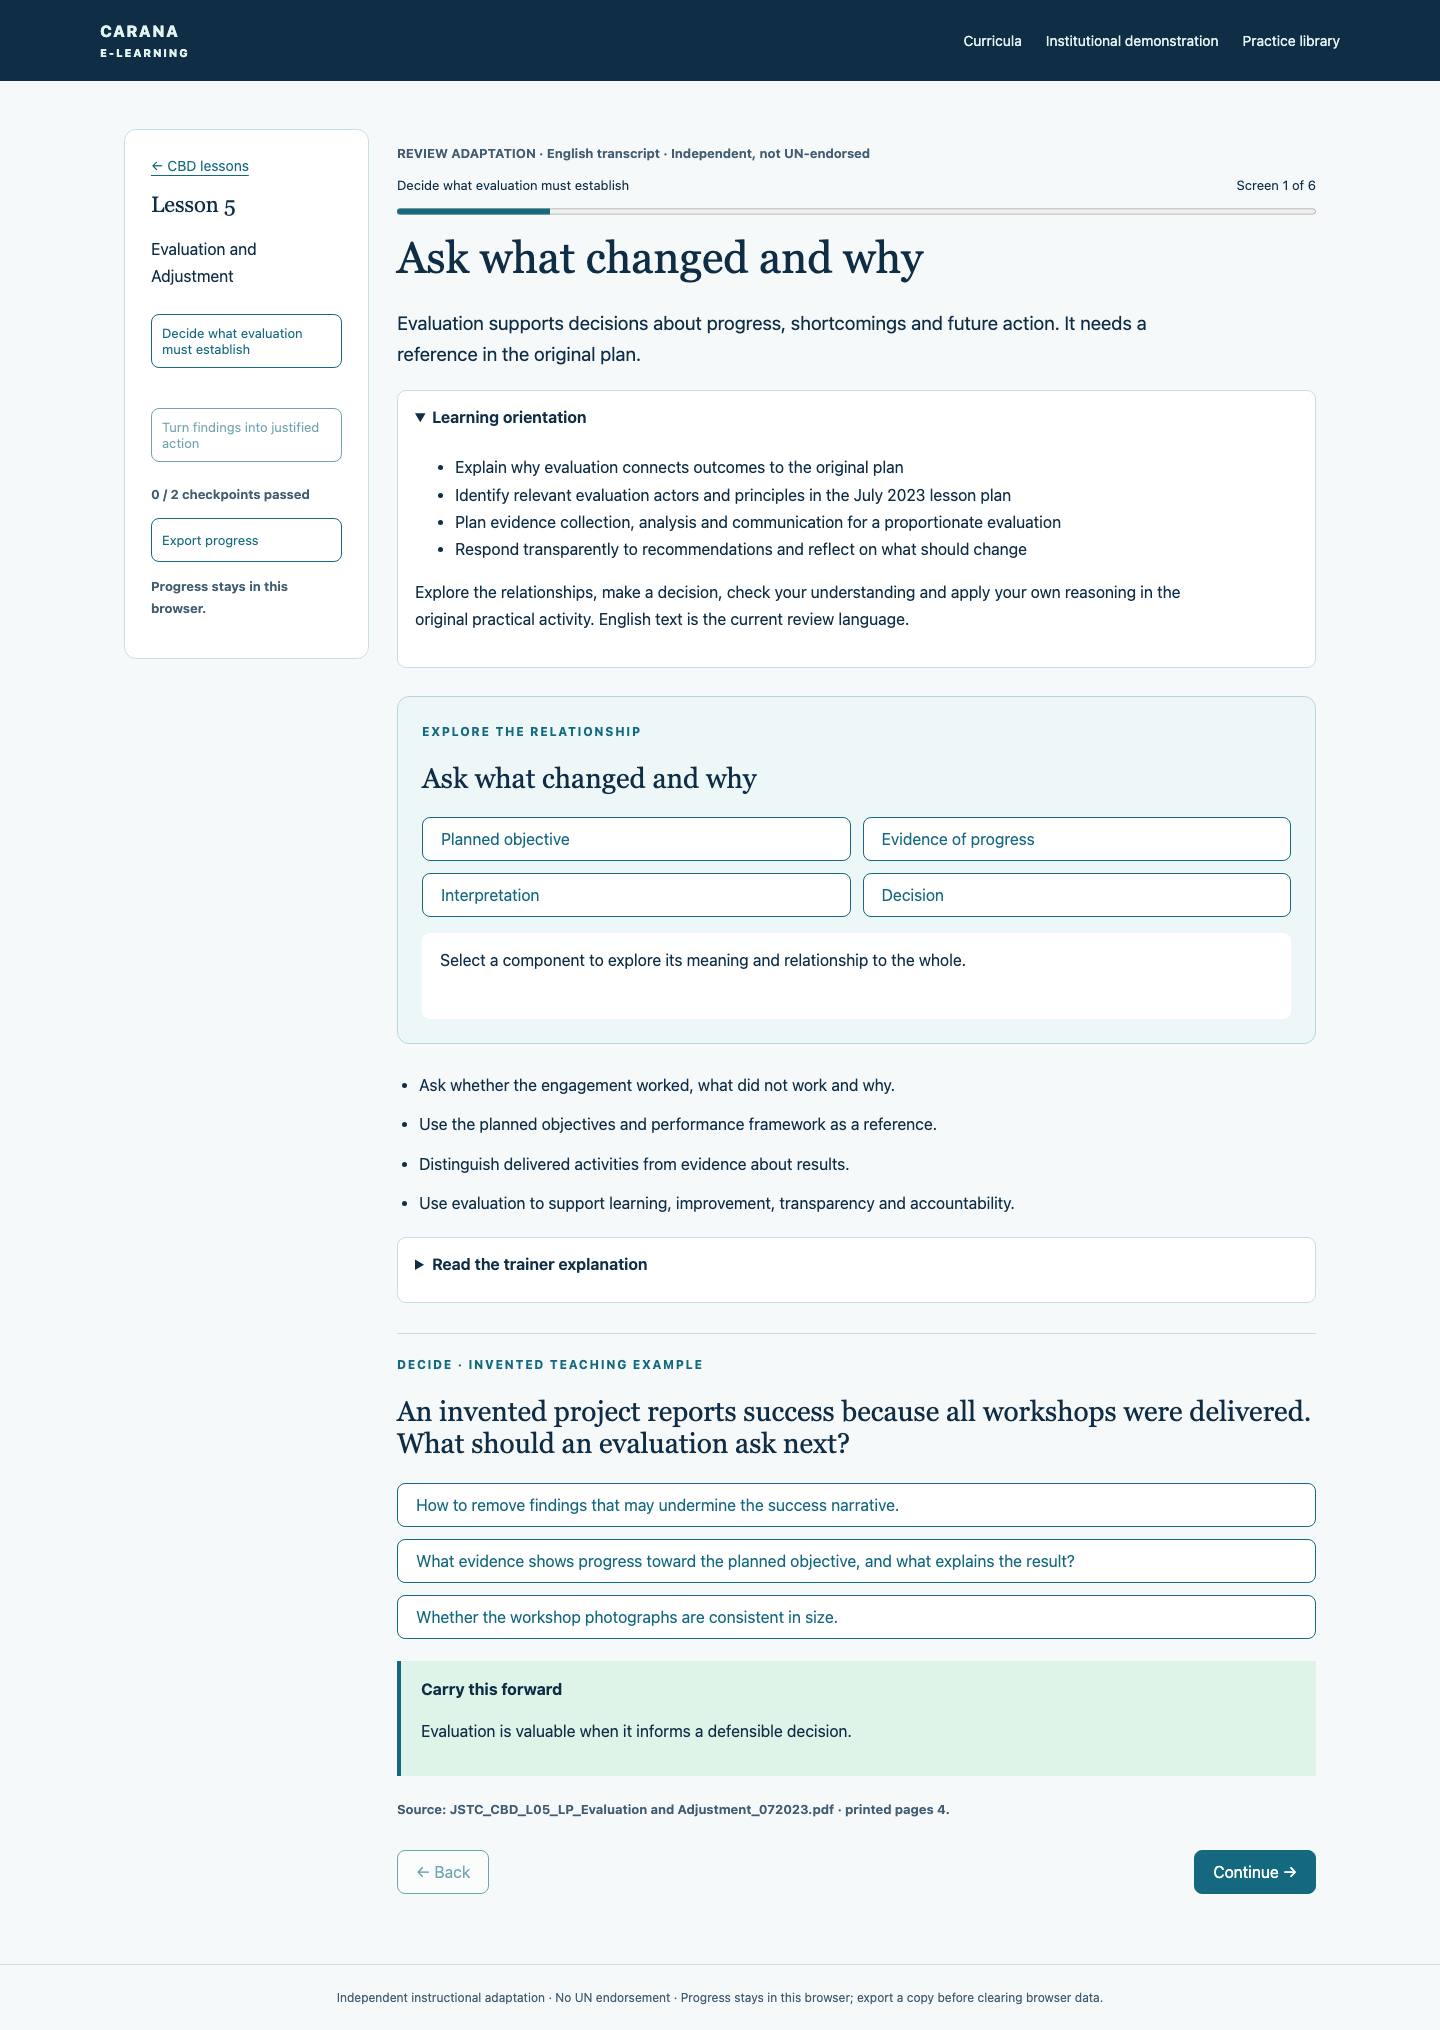 CARANA
E-LEARNING
Curricula
Institutional demonstration
Practice library
← CBD lessons
Lesson 5
Evaluation and
Adjustment
Decide what evaluation
must establish
Turn findings into justified
action
0 / 2 checkpoints passed
Export progress
Progress stays in this
browser.
REVIEW ADAPTATION · English transcript · Independent, not UN-endorsed
Decide what evaluation must establish
Screen 1 of 6
Ask what changed and why
Evaluation supports decisions about progress, shortcomings and future action. It needs a
reference in the original plan.
▼ Learning orientation
• Explain why evaluation connects outcomes to the original plan
• Identify relevant evaluation actors and principles in the July 2023 lesson plan
• Plan evidence collection, analysis and communication for a proportionate evaluation
• Respond transparently to recommendations and reflect on what should change
Explore the relationships, make a decision, check your understanding and apply your own reasoning in the
original practical activity. English text is the current review language.
EXPLORE THE RELATIONSHIP
Ask what changed and why
Planned objective
Evidence of progress
Interpretation
Decision
Select a component to explore its meaning and relationship to the whole.
• Ask whether the engagement worked, what did not work and why.
• Use the planned objectives and performance framework as a reference.
• Distinguish delivered activities from evidence about results.
• Use evaluation to support learning, improvement, transparency and accountability.
▶ Read the trainer explanation
DECIDE · INVENTED TEACHING EXAMPLE
An invented project reports success because all workshops were delivered.
What should an evaluation ask next?
How to remove findings that may undermine the success narrative.
What evidence shows progress toward the planned objective, and what explains the result?
Whether the workshop photographs are consistent in size.
Carry this forward
Evaluation is valuable when it informs a defensible decision.
Source: JSTC_CBD_L05_LP_Evaluation and Adjustment_072023.pdf · printed pages 4.
← Back
Continue →
Independent instructional adaptation · No UN endorsement · Progress stays in this browser; export a copy before clearing browser data.